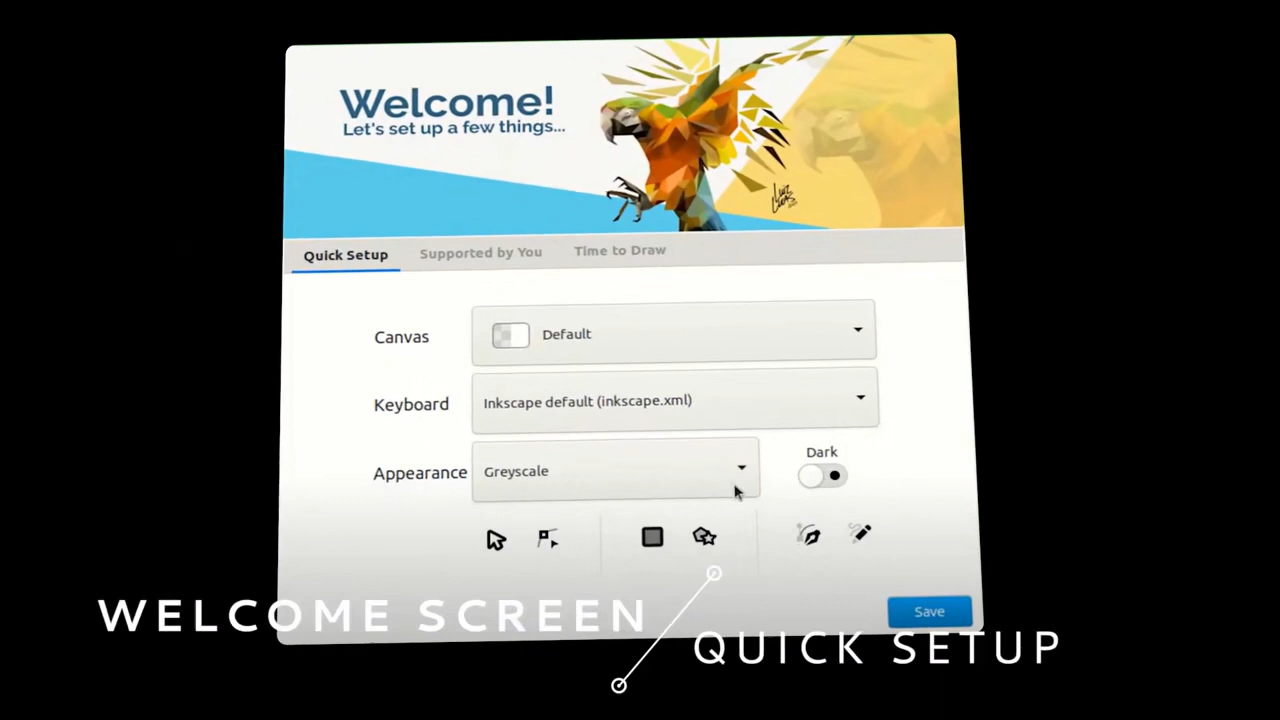 Welcome!
Let's set up a few things...
Quick Setup
Supported by You
Time to Draw
Canvas
Default
Keyboard
Inkscape default (inkscape.xml)
Appearance
Greyscale
Dark
Save
WELCOME SCREEN
QUICK SETUP